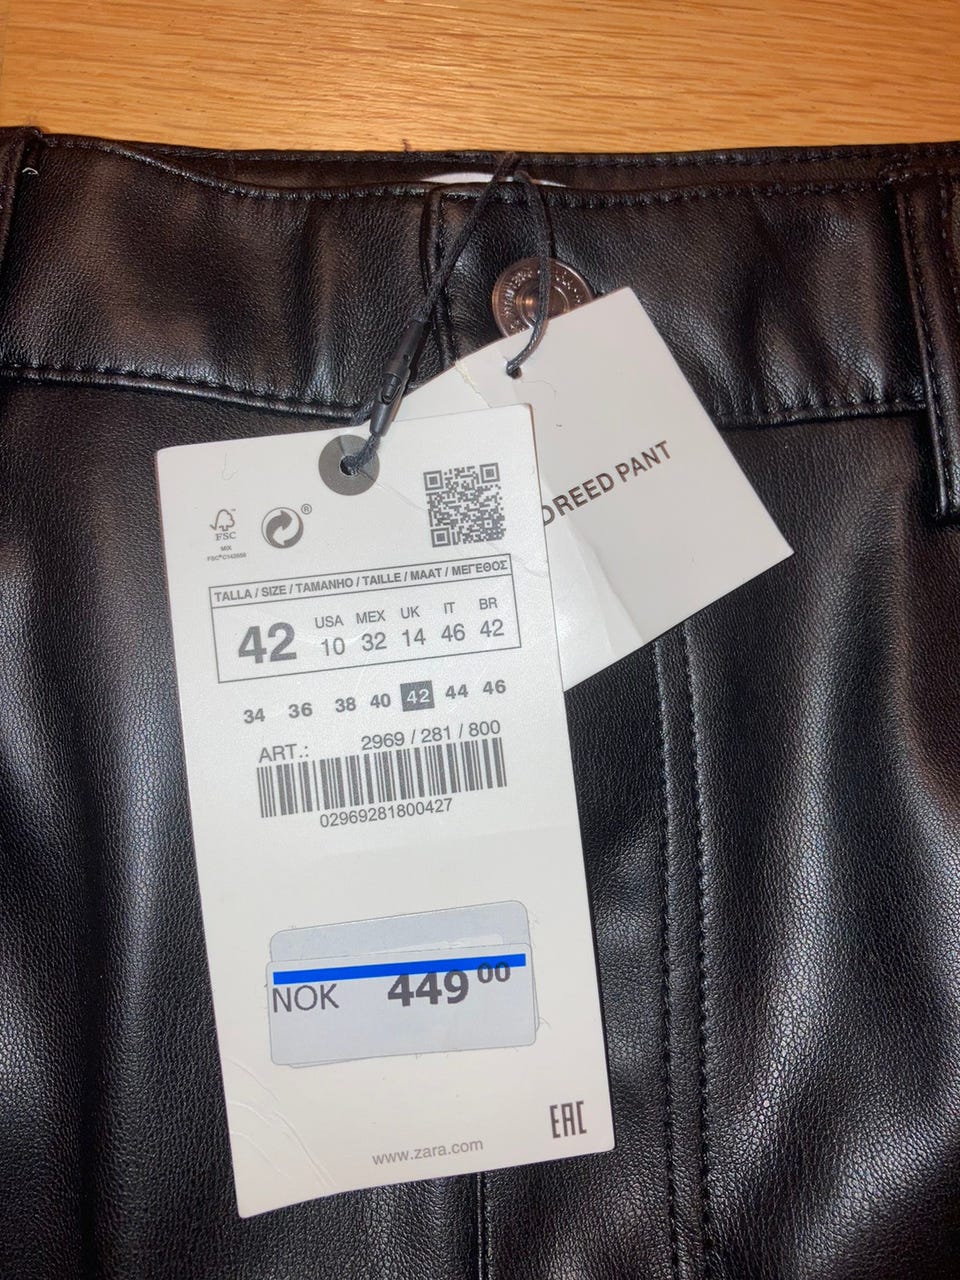 FSC
MIX
FSC® C142656
®
TALLA / SIZE / TAMANHO / TAILLE / MAAT / ΜΕΓΕΘΟΣ
42
USA MEX UK IT BR
10 32 14 46 42
34 36 38 40 42 44 46
ART.: 2969 / 281 / 800
02969281800427
NOK 449 00
EAC
www.zara.com
PANT